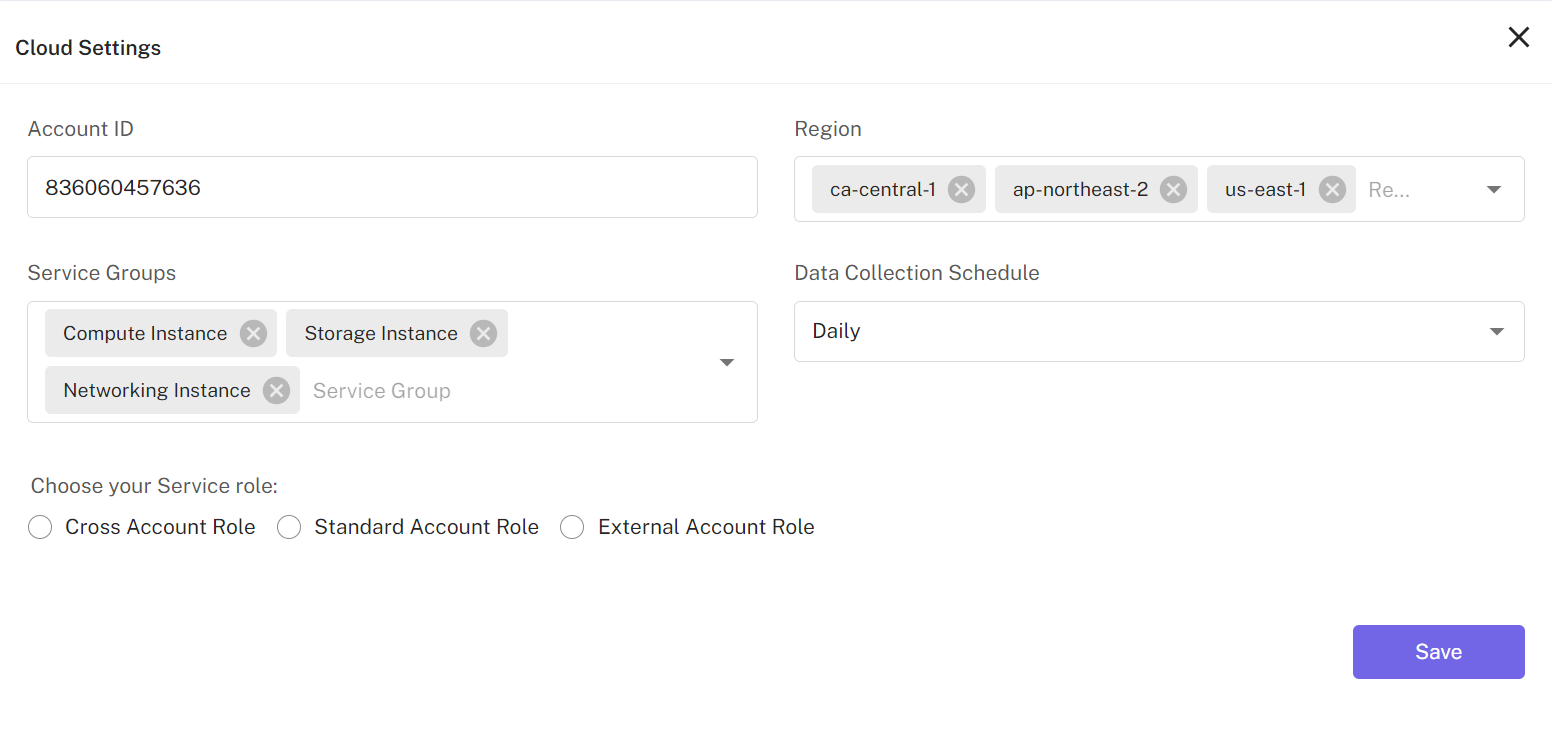 Cloud Settings
Account ID
836060457636
Region
ca-central-1 ap-northeast-2 us-east-1 Re...
Service Groups
Compute Instance Storage Instance
Networking Instance Service Group
Data Collection Schedule
Daily
Choose your Service role:
Cross Account Role Standard Account Role External Account Role
Save